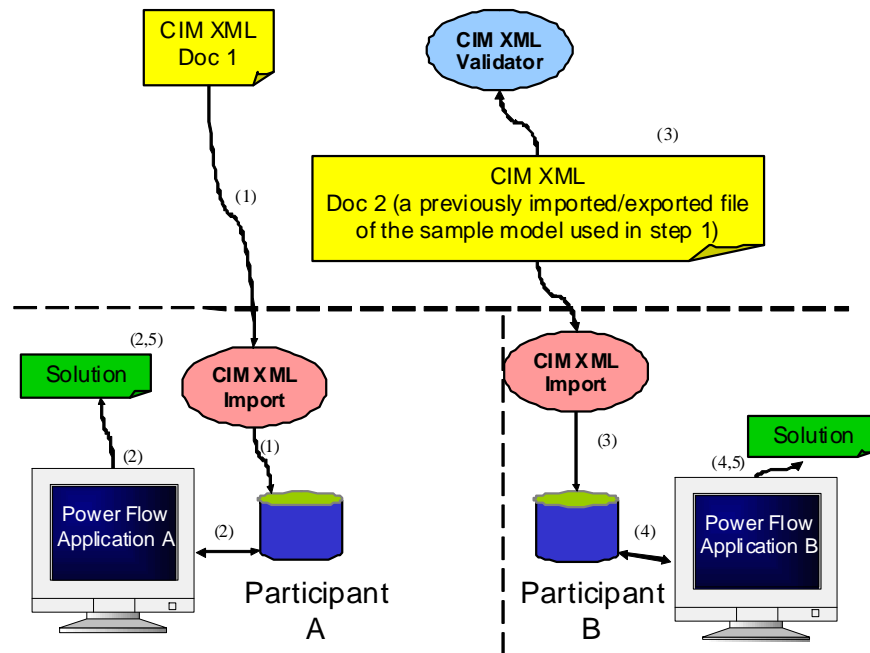 CIM XML
Doc 1
CIM XML
Validator
(3)
CIM XML
Doc 2 (a previously imported/exported file
of the sample model used in step 1)
(1)
(2,5)
Solution
CIM XML
Import
CIM XML
Import
Solution
(1)
(3)
(2)
(4,5)
Power Flow
Application A
(2)
(4)
Power Flow
Application B
Participant
A
Participant
B